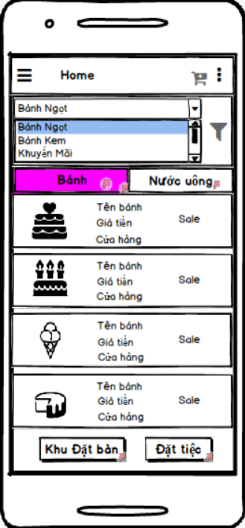 Home
Bánh Ngọt
Bánh Ngọt
Bánh Kem
Khuyến Mãi
Bánh
Nước uống
Tên bánh
Giá tiền
Cửa hàng
Sale
Tên bánh
Giá tiền
Cửa hàng
Sale
Tên bánh
Giá tiền
Cửa hàng
Sale
Tên bánh
Giá tiền
Cửa hàng
Sale
Khu Đặt bàn
Đặt tiệc